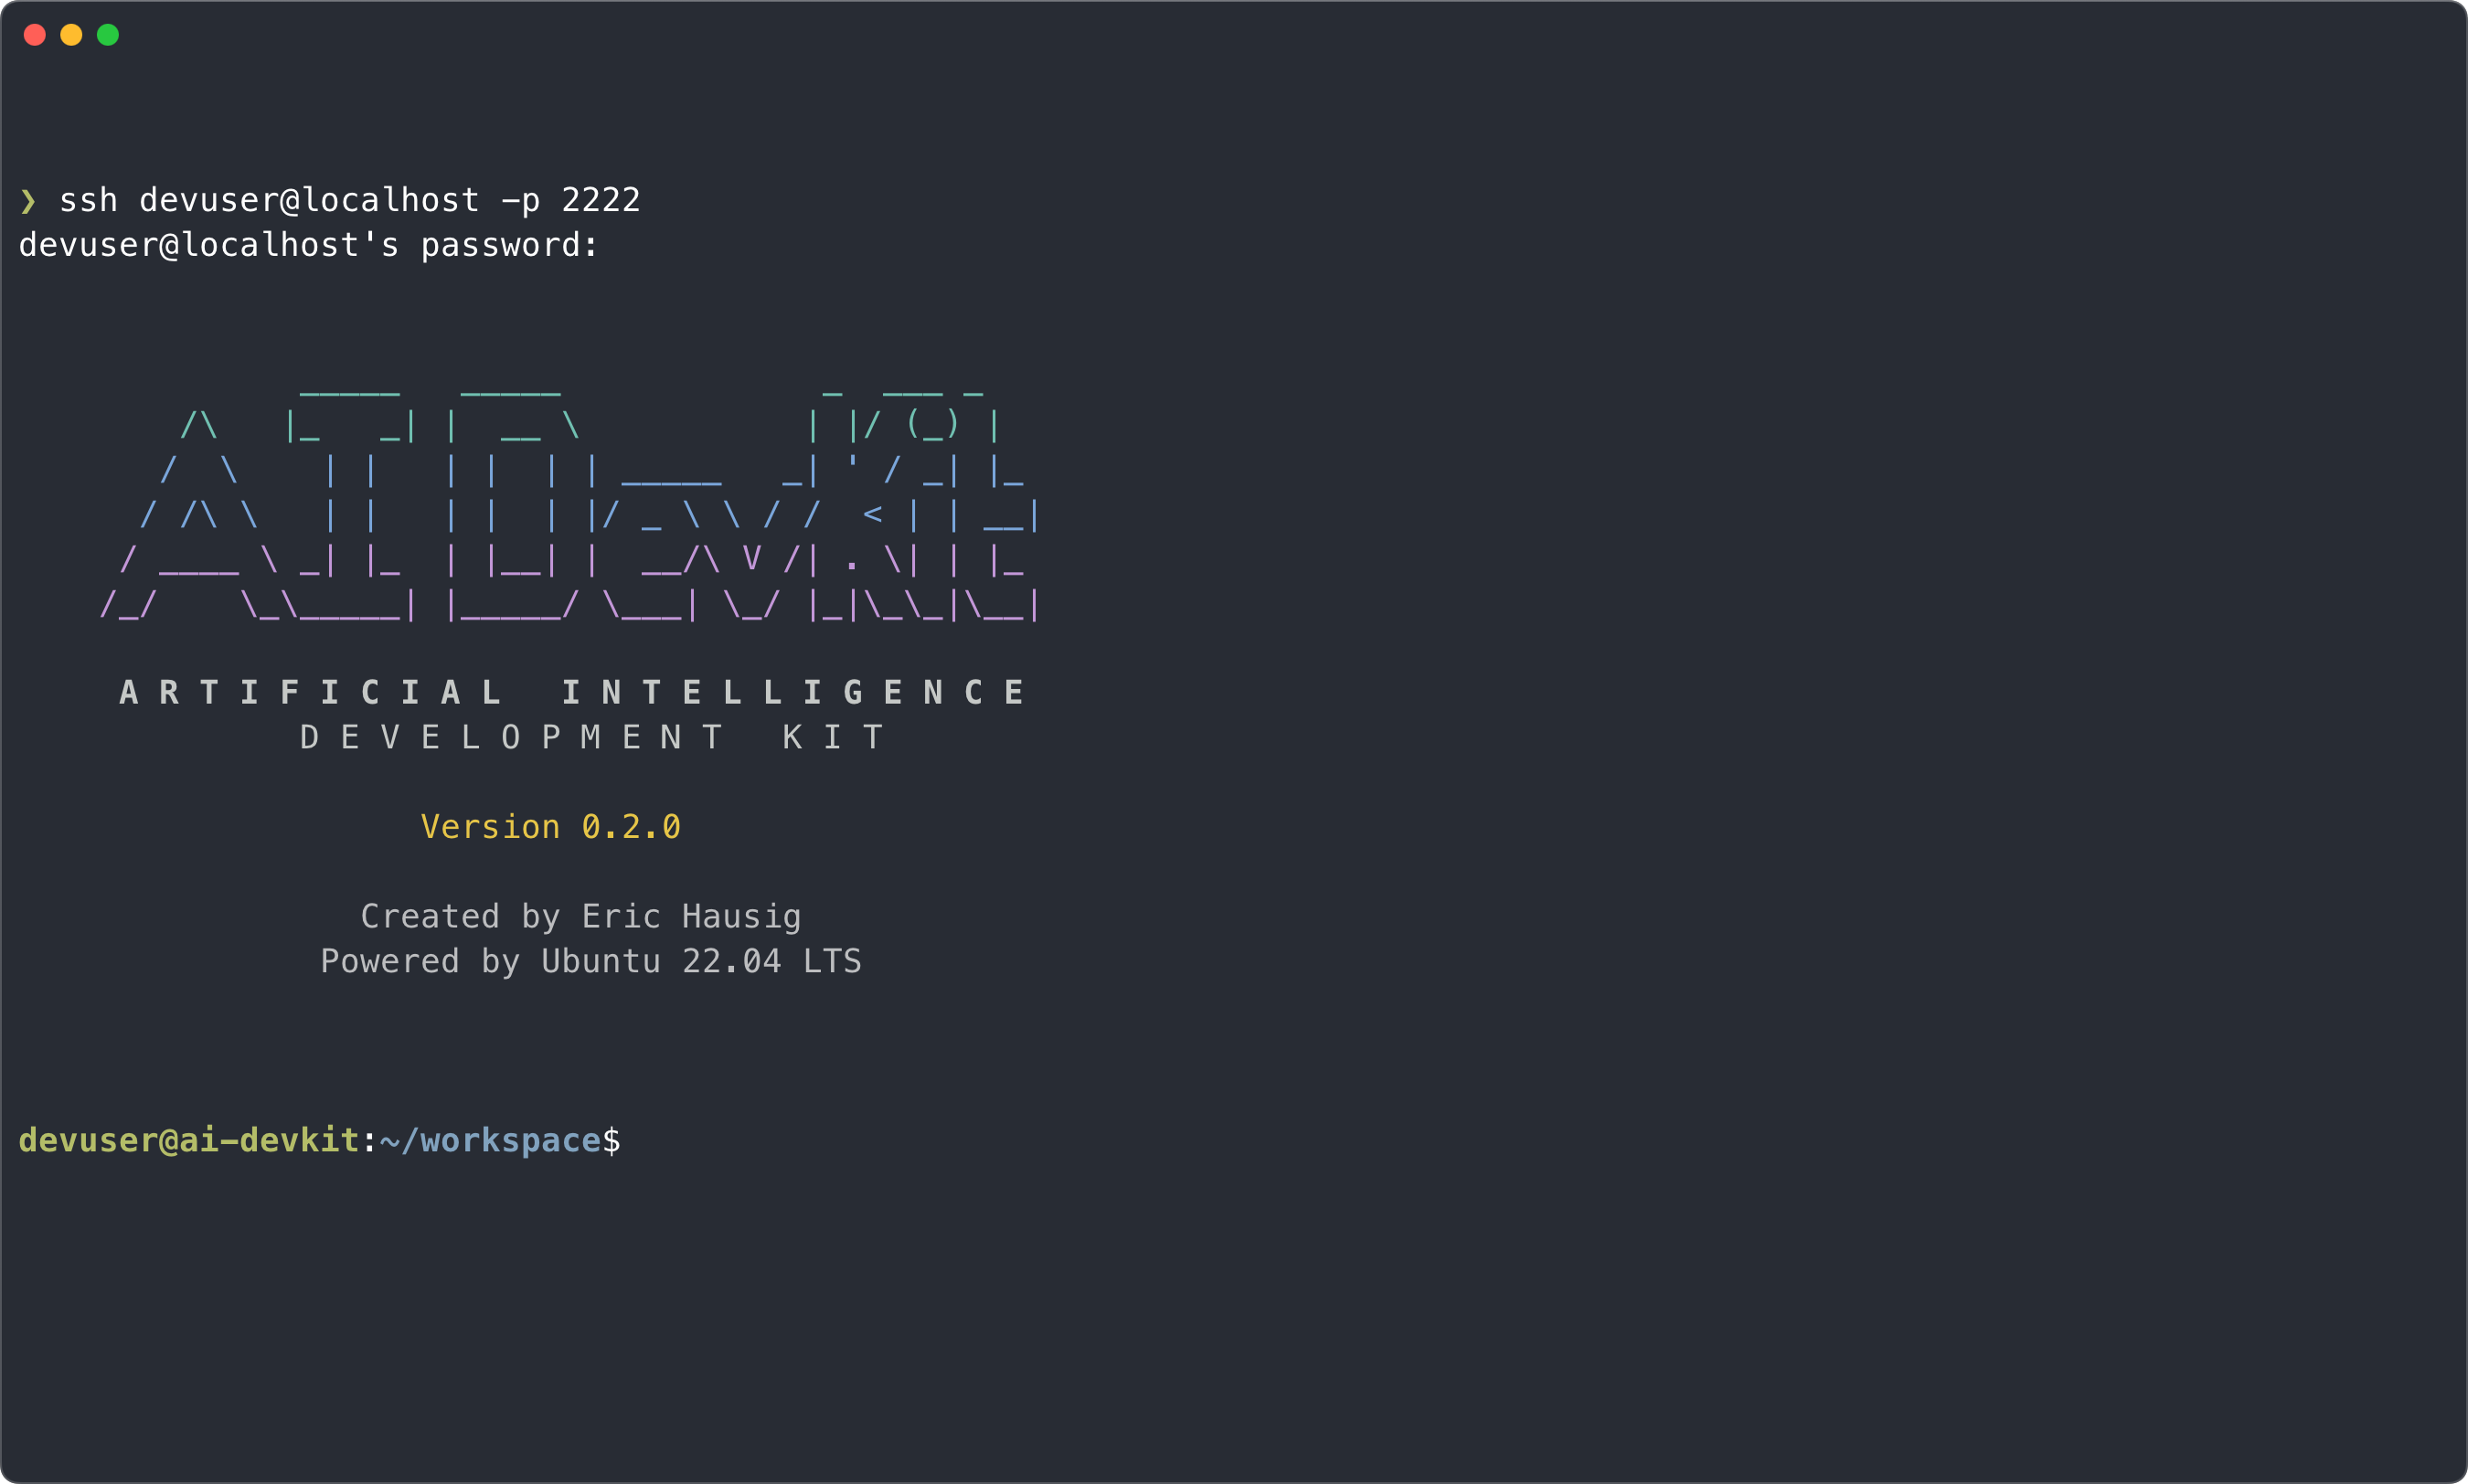 ❯ ssh devuser@localhost -p 2222
devuser@localhost's password:
              _____   _____             _  ___ _
        /\   |_   _| |  __ \           | |/ (_) |
       /  \    | |   | |  | | _____   _| ' / _| |_
      / /\ \   | |   | |  | |/ _ \ \ / /  < | | __|
     / ____ \ _| |_  | |__| |  __/\ V /| . \| | |_
    /_/    \_\_____| |_____/ \___| \_/ |_|\_\_|\__|
A R T I F I C I A L   I N T E L L I G E N C E
D E V E L O P M E N T   K I T
Version 0.2.0
Created by Eric Hausig
Powered by Ubuntu 22.04 LTS
devuser@ai-devkit:~/workspace$